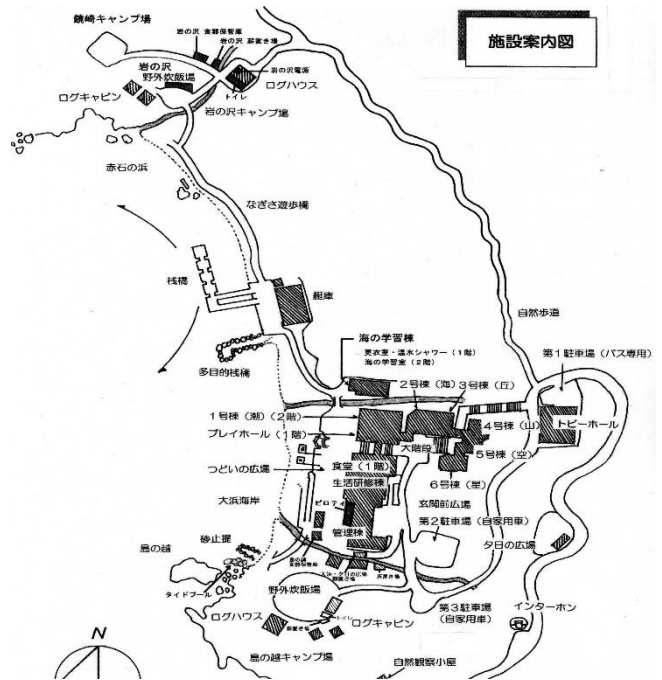 施設案内図
鏡崎キャンプ場
岩の沢 食器保管庫
岩の沢 薪置き場
岩の沢
野外炊飯場
岩の沢電源
トイレ
ログハウス
ログキャビン
岩の沢キャンプ場
赤石の浜
なぎさ遊歩橋
桟橋
艇庫
自然歩道
海の学習棟
更衣室・温水シャワー(1階)
海の学習室(2階)
多目的桟橋
第1駐車場(バス専用)
2号棟(海)
3号棟(丘)
1号棟(潮)(2階)
プレイホール(1階)
4号棟(山)
トビーホール
大階段
5号棟(空)
つどいの広場
食堂(1階)
生活研修棟
6号棟(星)
大浜海岸
ピロティ
玄関前広場
管理棟
第2駐車場(自家用車)
夕日の広場
砂止堤
島の越
タイドプール
野外炊飯場
第3駐車場
(自家用車)
インターホン
ログハウス
トイレ
ログキャビン
島の越キャンプ場
自然観察小屋
N